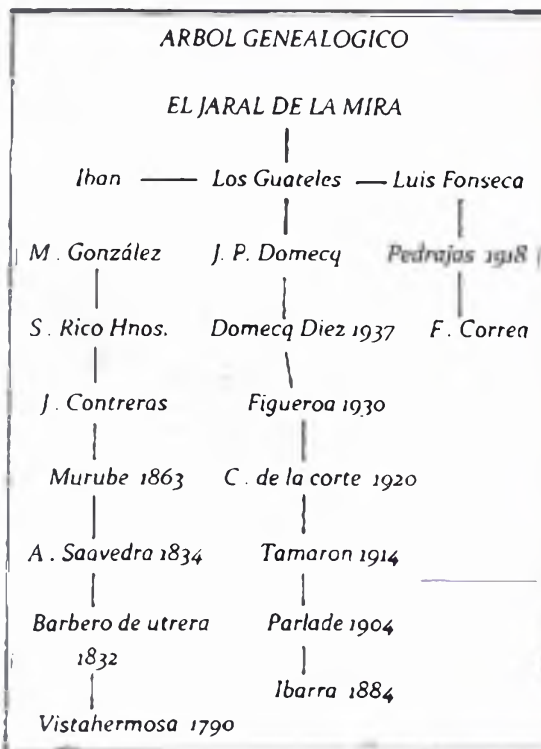 ARBOL GENEALOGICO
EL JARAL DE LA MIRA
Iban — Los Guateles — Luis Fonseca
M. González J. P. Domecq Pedrajas 1918
S. Rico Hnos. Domecq Diez 1937 F. Correa
J. Contreras Figueroa 1930
Murube 1863 C. de la corte 1920
A. Saavedra 1834 Tamaron 1914
Barbero de utrera Parlade 1904
1832
Ibarra 1884
Vistahermosa 1790